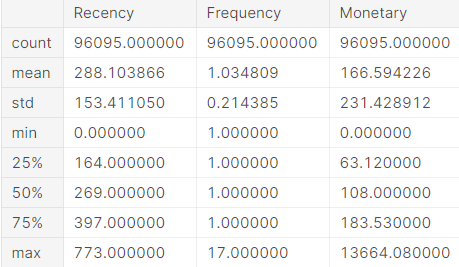 Recency Frequency Monetary
count 96095.000000 96095.000000 96095.000000
mean 288.103866 1.034809 166.594226
std 153.411050 0.214385 231.428912
min 0.000000 1.000000 0.000000
25% 164.000000 1.000000 63.120000
50% 269.000000 1.000000 108.000000
75% 397.000000 1.000000 183.530000
max 773.000000 17.000000 13664.080000